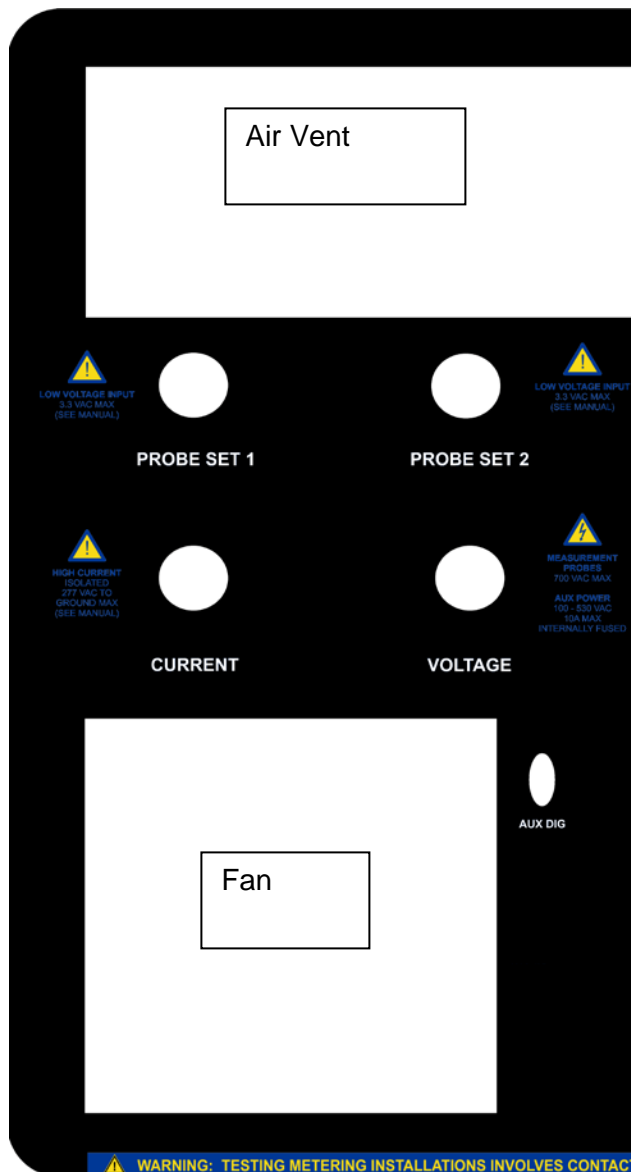 Air Vent
LOW VOLTAGE INPUT
3.3 VAC MAX
(SEE MANUAL)
LOW VOLTAGE INPUT
3.3 VAC MAX
(SEE MANUAL)
PROBE SET 1
PROBE SET 2
HIGH CURRENT
ISOLATED
277 VAC TO
GROUND MAX
(SEE MANUAL)
MEASUREMENT
PROBES
700 VAC MAX
AUX POWER
100 - 530 VAC
10A MAX
INTERNALLY FUSED
CURRENT
VOLTAGE
AUX DIG
Fan
WARNING: TESTING METERING INSTALLATIONS INVOLVES CONTACT